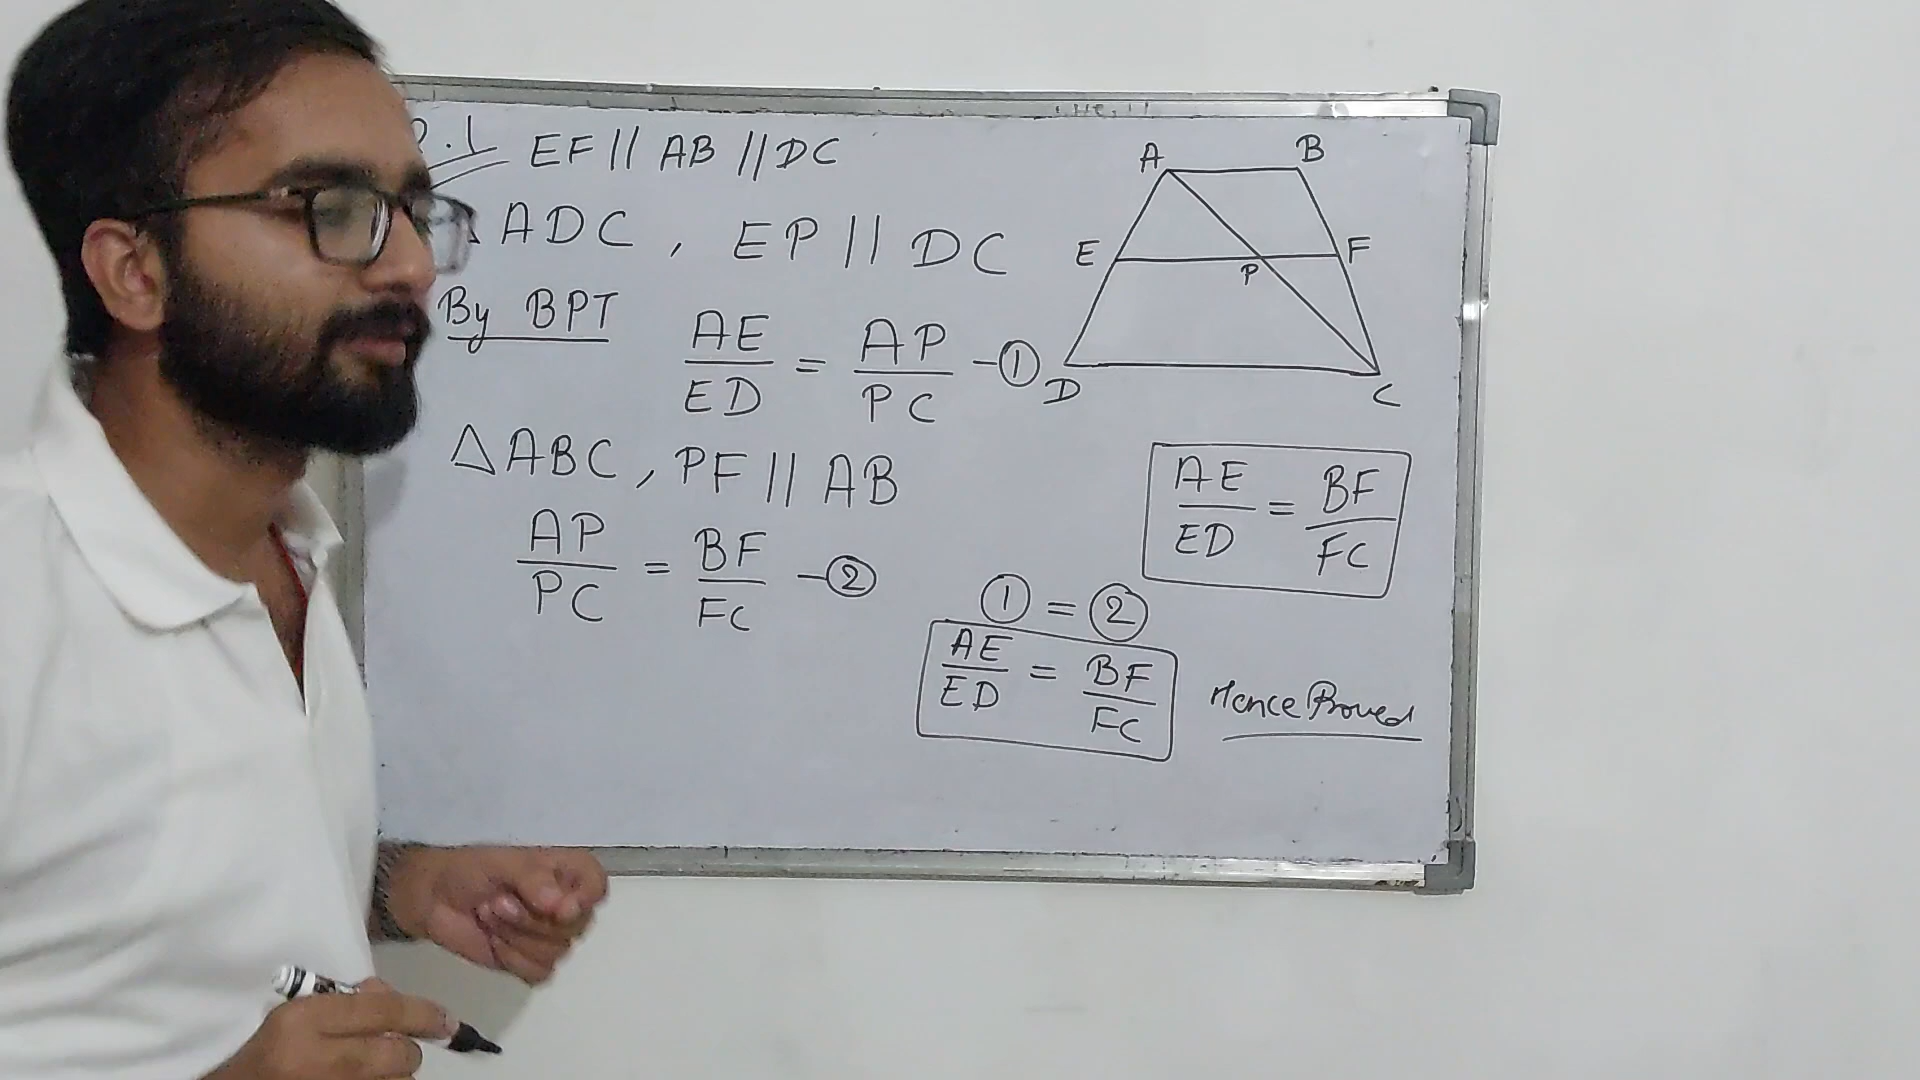 .1 EF || AB || DC
ADC, EP || DC
By BPT
AE/ED = AP/PC -①
△ABC, PF || AB
AP/PC = BF/FC -②
A B
E P F
D C
AE/ED = BF/FC
① = ②
AE/ED = BF/FC
Hence Proved